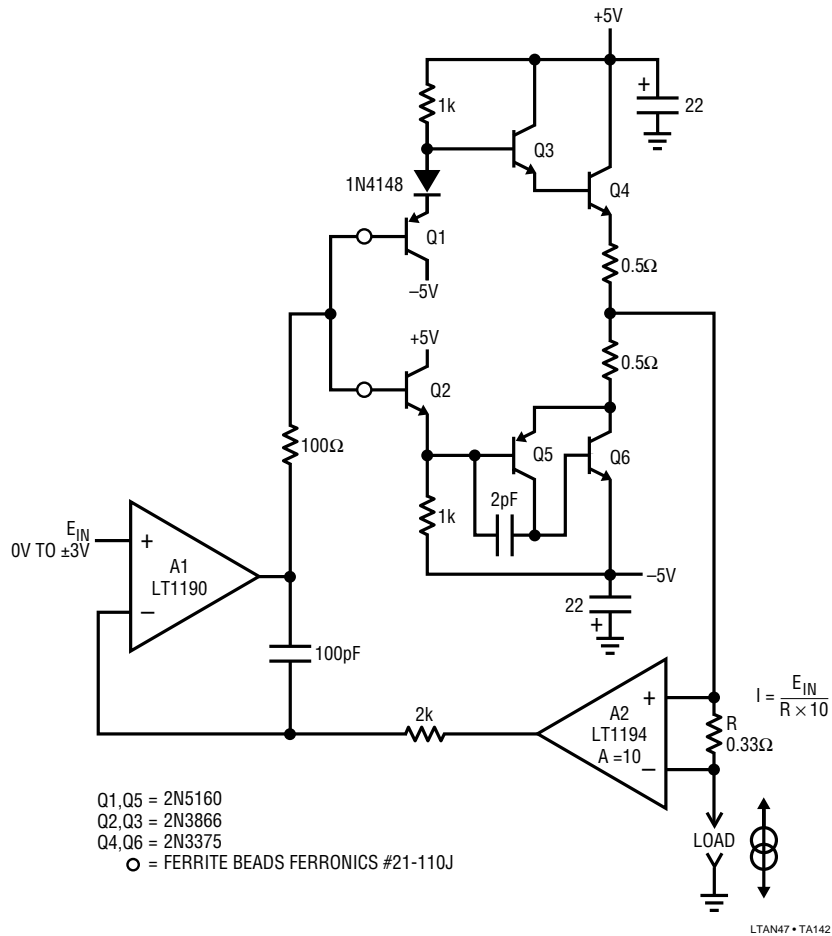 +5V
1k
+
22
Q3
1N4148
Q4
Q1
0.5Ω
–5V
+5V
0.5Ω
Q2
100Ω
Q5
Q6
2pF
1k
E_IN
0V TO ±3V
+
A1
LT1190
–
–5V
22
+
100pF
I = E_IN / R × 10
2k
+
A2
LT1194
A =10
–
R
0.33Ω
LOAD
Q1,Q5 = 2N5160
Q2,Q3 = 2N3866
Q4,Q6 = 2N3375
= FERRITE BEADS FERRONICS #21-110J
LTAN47 • TA142